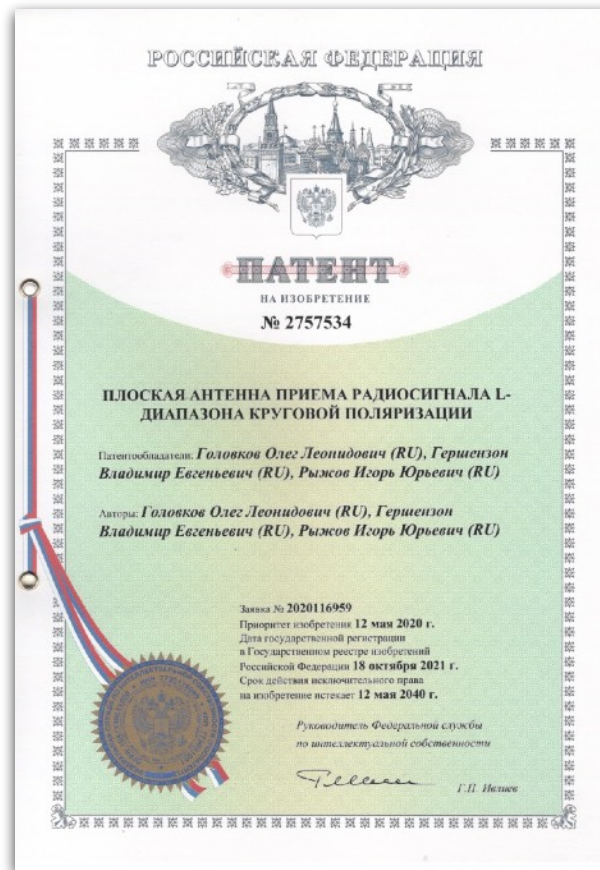 РОССИЙСКАЯ ФЕДЕРАЦИЯ
ПАТЕНТ
НА ИЗОБРЕТЕНИЕ
№ 2757534
ПЛОСКАЯ АНТЕННА ПРИЕМА РАДИОСИГНАЛА L-
ДИАПАЗОНА КРУГОВОЙ ПОЛЯРИЗАЦИИ
Патентообладатели: Головков Олег Леонидович (RU), Гершензон
Владимир Евгеньевич (RU), Рыжов Игорь Юрьевич (RU)
Авторы: Головков Олег Леонидович (RU), Гершензон
Владимир Евгеньевич (RU), Рыжов Игорь Юрьевич (RU)
Заявка № 2020116959
Приоритет изобретения 12 мая 2020 г.
Дата государственной регистрации
в Государственном реестре изобретений
Российской Федерации 18 октября 2021 г.
Срок действия исключительного права
на изобретение истекает 12 мая 2040 г.
Руководитель Федеральной службы
по интеллектуальной собственности
Г.П. Ивлиев